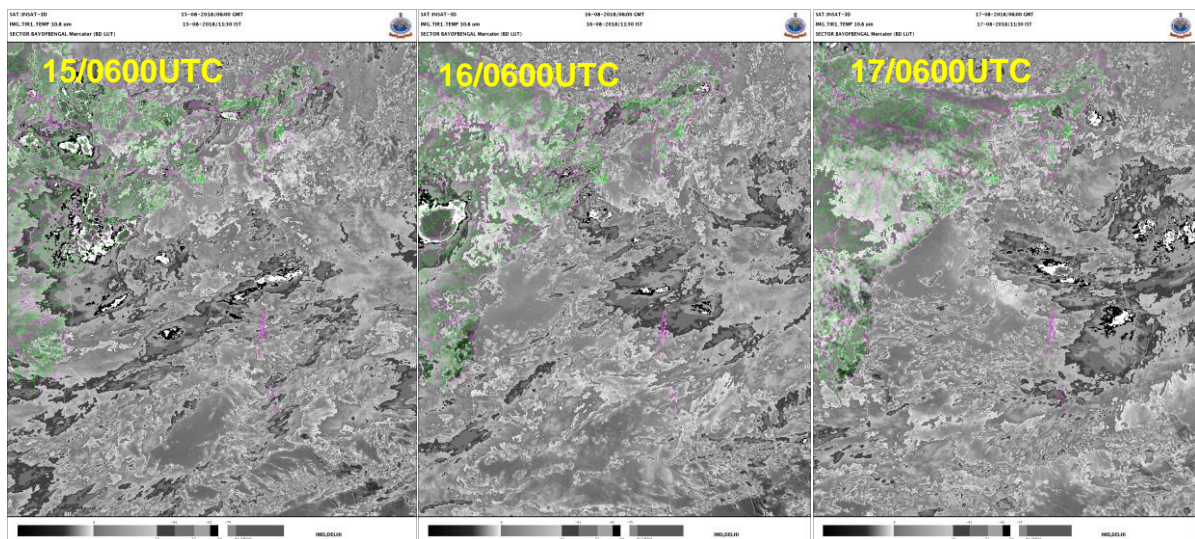 SAT :INSAT-3D 15-08-2018/06:00 GMT
IMG_TIR1_TEMP 10.8 um 15-08-2018/11:30 IST
SECTOR BAYOFBENGAL Mercator (BD LUT)
15/0600UTC
IMD,DELHI
SAT :INSAT-3D 16-08-2018/06:00 GMT
IMG_TIR1_TEMP 10.8 um 16-08-2018/11:30 IST
SECTOR BAYOFBENGAL Mercator (BD LUT)
16/0600UTC
IMD,DELHI
SAT :INSAT-3D 17-08-2018/06:00 GMT
IMG_TIR1_TEMP 10.8 um 17-08-2018/11:30 IST
SECTOR BAYOFBENGAL Mercator (BD LUT)
17/0600UTC
IMD,DELHI